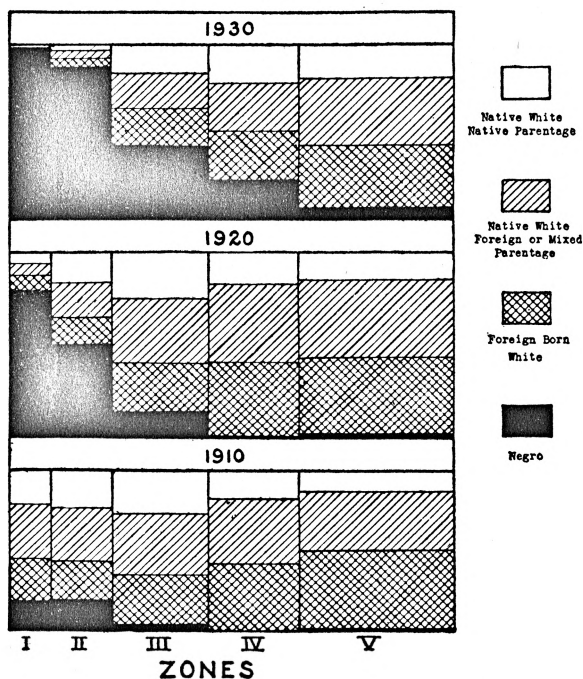 1930
Native White
Native Parentage
Native White
Foreign or Mixed
Parentage
1920
Foreign Born
White
Negro
1910
I II III IV V
ZONES